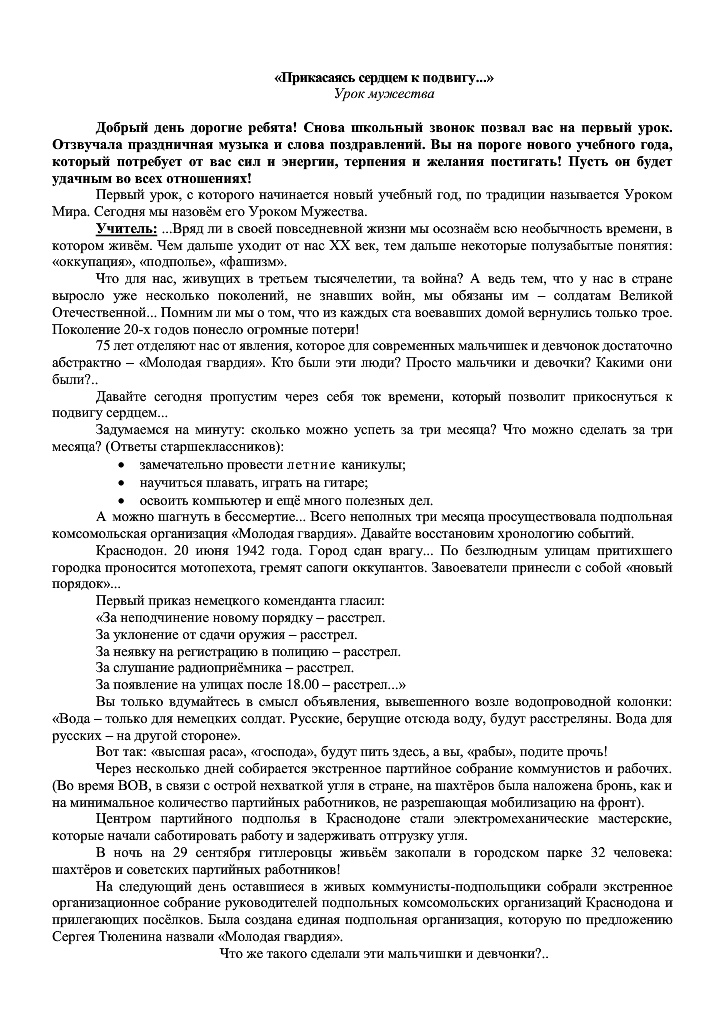 «Прикасаясь сердцем к подвигу...»
Урок мужества
Добрый день дорогие ребята! Снова школьный звонок позвал вас на первый урок.
Отзвучала праздничная музыка и слова поздравлений. Вы на пороге нового учебного года,
который потребует от вас сил и энергии, терпения и желания постигать! Пусть он будет
удачным во всех отношениях!
Первый урок, с которого начинается новый учебный год, по традиции называется Уроком
Мира. Сегодня мы назовём его Уроком Мужества.
Учитель: ...Вряд ли в своей повседневной жизни мы осознаём всю необычность времени, в
котором живём. Чем дальше уходит от нас XX век, тем дальше некоторые полузабытые понятия:
«оккупация», «подполье», «фашизм».
Что для нас, живущих в третьем тысячелетии, та война? А ведь тем, что у нас в стране
выросло уже несколько поколений, не знавших войн, мы обязаны им – солдатам Великой
Отечественной... Помним ли мы о том, что из каждых ста воевавших домой вернулись только трое.
Поколение 20-х годов понесло огромные потери!
75 лет отделяют нас от явления, которое для современных мальчишек и девчонок достаточно
абстрактно – «Молодая гвардия». Кто были эти люди? Просто мальчики и девочки? Какими они
были?..
Давайте сегодня пропустим через себя ток времени, который позволит прикоснуться к
подвигу сердцем...
Задумаемся на минуту: сколько можно успеть за три месяца? Что можно сделать за три
месяца? (Ответы старшеклассников):
• замечательно провести летние каникулы;
• научиться плавать, играть на гитаре;
• освоить компьютер и ещё много полезных дел.
А можно шагнуть в бессмертие... Всего неполных три месяца просуществовала подпольная
комсомольская организация «Молодая гвардия». Давайте восстановим хронологию событий.
Краснодон. 20 июня 1942 года. Город сдан врагу... По безлюдным улицам притихшего
городка проносится мотопехота, гремят сапоги оккупантов. Завоеватели принесли с собой «новый
порядок»...
Первый приказ немецкого коменданта гласил:
«За неподчинение новому порядку – расстрел.
За уклонение от сдачи оружия – расстрел.
За неявку на регистрацию в полицию – расстрел.
За слушание радиоприёмника – расстрел.
За появление на улицах после 18.00 – расстрел...»
Вы только вдумайтесь в смысл объявления, вывешенного возле водопроводной колонки:
«Вода – только для немецких солдат. Русские, берущие отсюда воду, будут расстреляны. Вода для
русских – на другой стороне».
Вот так: «высшая раса», «господа», будут пить здесь, а вы, «рабы», подите прочь!
Через несколько дней собирается экстренное партийное собрание коммунистов и рабочих.
(Во время ВОВ, в связи с острой нехваткой угля в стране, на шахтёров была наложена бронь, как и
на минимальное количество партийных работников, не разрешающая мобилизацию на фронт).
Центром партийного подполья в Краснодоне стали электромеханические мастерские,
которые начали саботировать работу и задерживать отгрузку угля.
В ночь на 29 сентября гитлеровцы живьём закопали в городском парке 32 человека:
шахтёров и советских партийных работников!
На следующий день оставшиеся в живых коммунисты-подпольщики собрали экстренное
организационное собрание руководителей подпольных комсомольских организаций Краснодона и
прилегающих посёлков. Была создана единая подпольная организация, которую по предложению
Сергея Тюленина назвали «Молодая гвардия».
Что же такого сделали эти мальчишки и девчонки?..